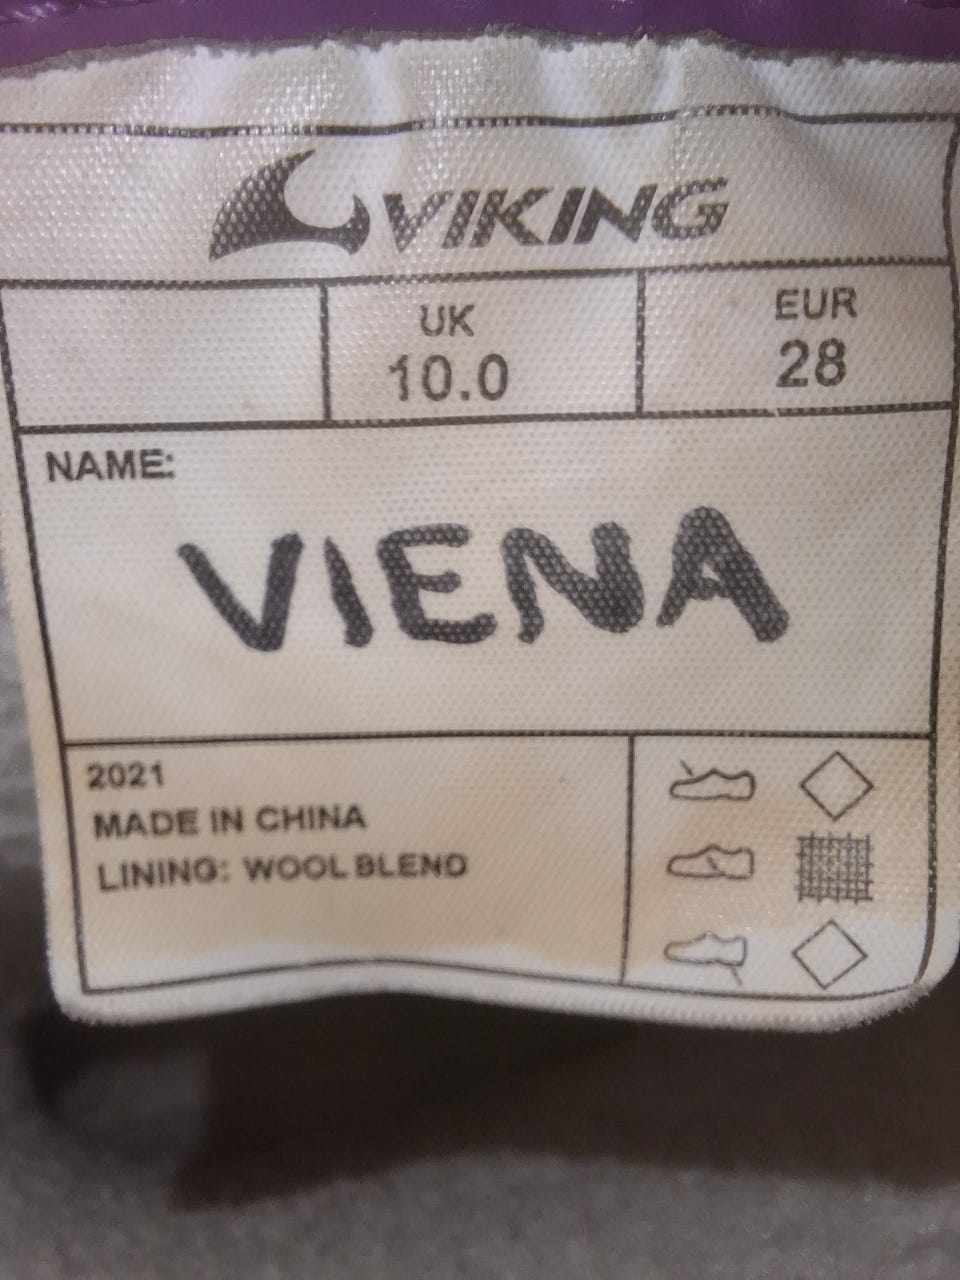 VIKING
UK
10.0
EUR
28
NAME:
VIENA
2021
MADE IN CHINA
LINING: WOOL BLEND